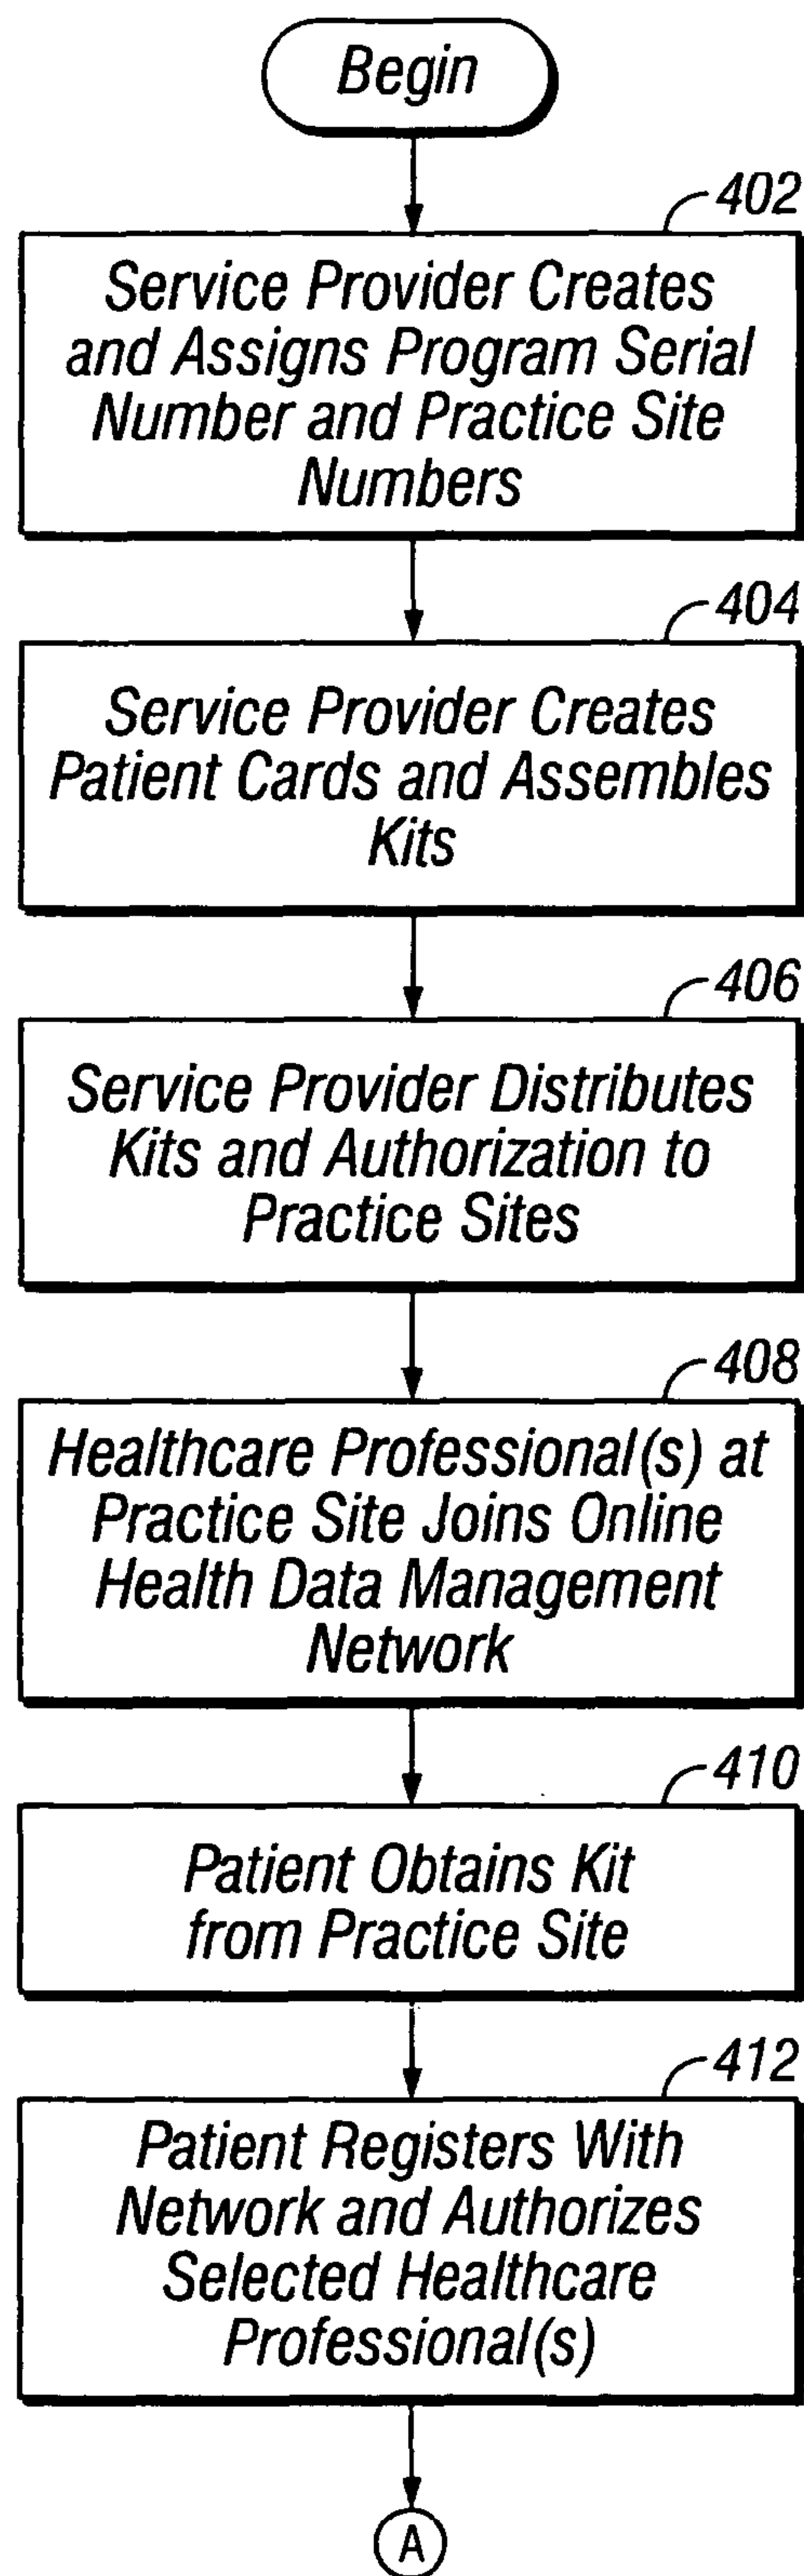 Begin
402
Service Provider Creates
and Assigns Program Serial
Number and Practice Site
Numbers
404
Service Provider Creates
Patient Cards and Assembles
Kits
406
Service Provider Distributes
Kits and Authorization to
Practice Sites
408
Healthcare Professional(s) at
Practice Site Joins Online
Health Data Management
Network
410
Patient Obtains Kit
from Practice Site
412
Patient Registers With
Network and Authorizes
Selected Healthcare
Professional(s)
A